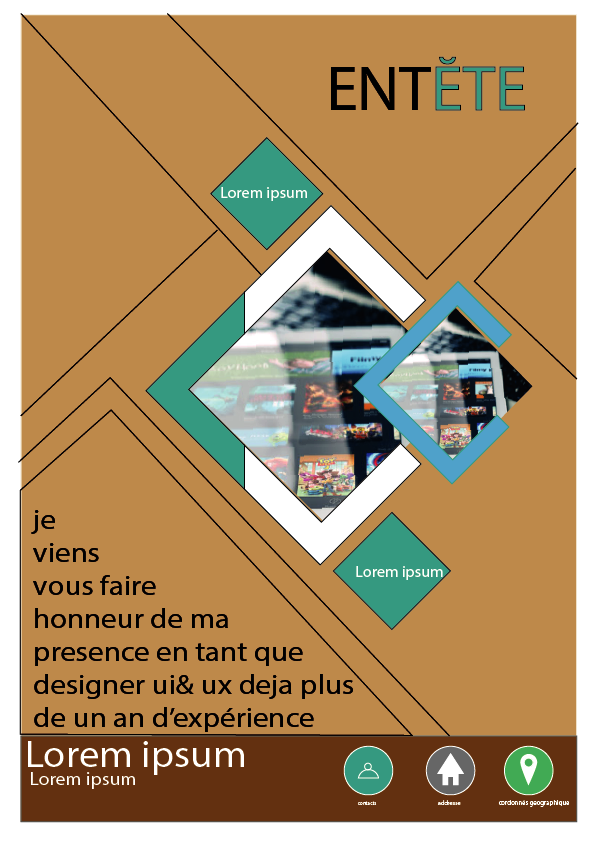 ENTĚTE
Lorem ipsum
Lorem ipsum
je
viens
vous faire
honneur de ma
presence en tant que
designer ui& ux deja plus
de un an d’expérience
Lorem ipsum
Lorem ipsum
contacts
addresse
cordonnés geographique